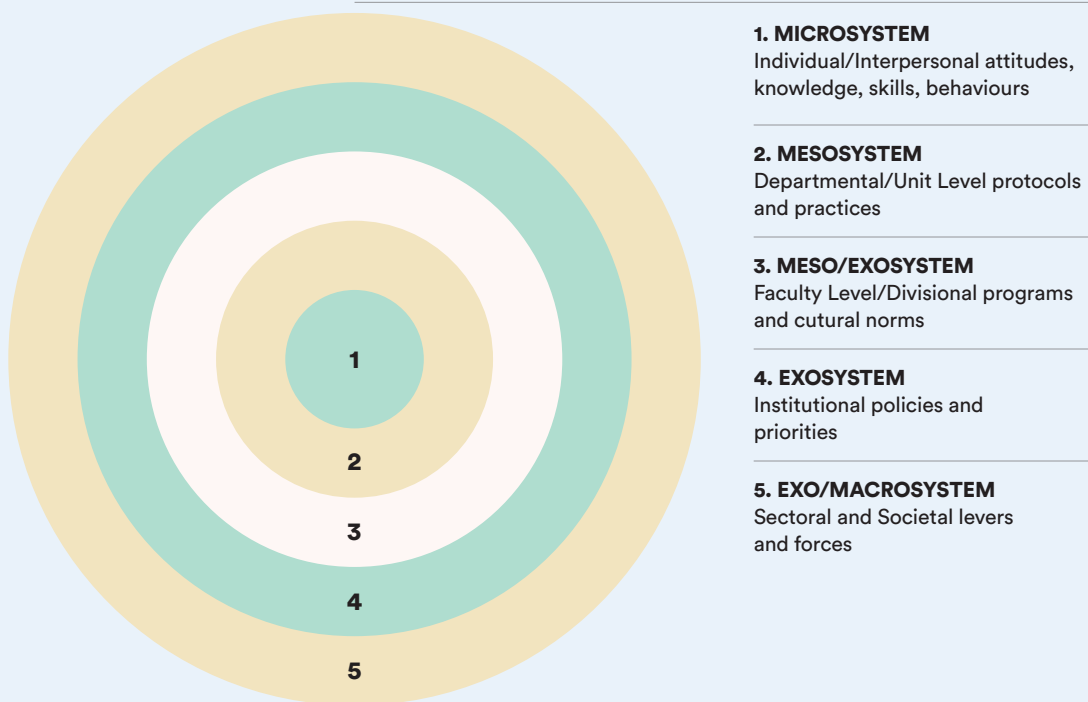 1
2
3
4
5
1. MICROSYSTEM
Individual/Interpersonal attitudes,
knowledge, skills, behaviours
2. MESOSYSTEM
Departmental/Unit Level protocols
and practices
3. MESO/EXOSYSTEM
Faculty Level/Divisional programs
and cutural norms
4. EXOSYSTEM
Institutional policies and
priorities
5. EXO/MACROSYSTEM
Sectoral and Societal levers
and forces